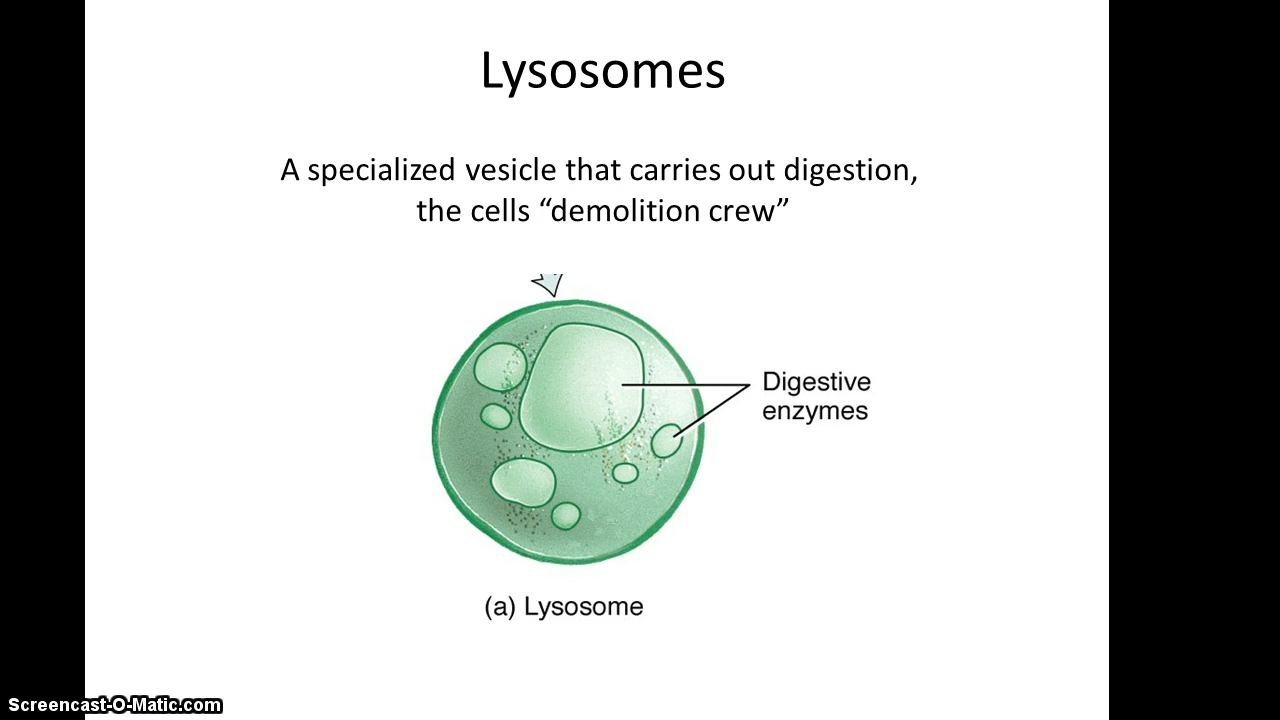 Lysosomes
A specialized vesicle that carries out digestion,
the cells “demolition crew”
Digestive
enzymes
(a) Lysosome
Screencast-O-Matic.com